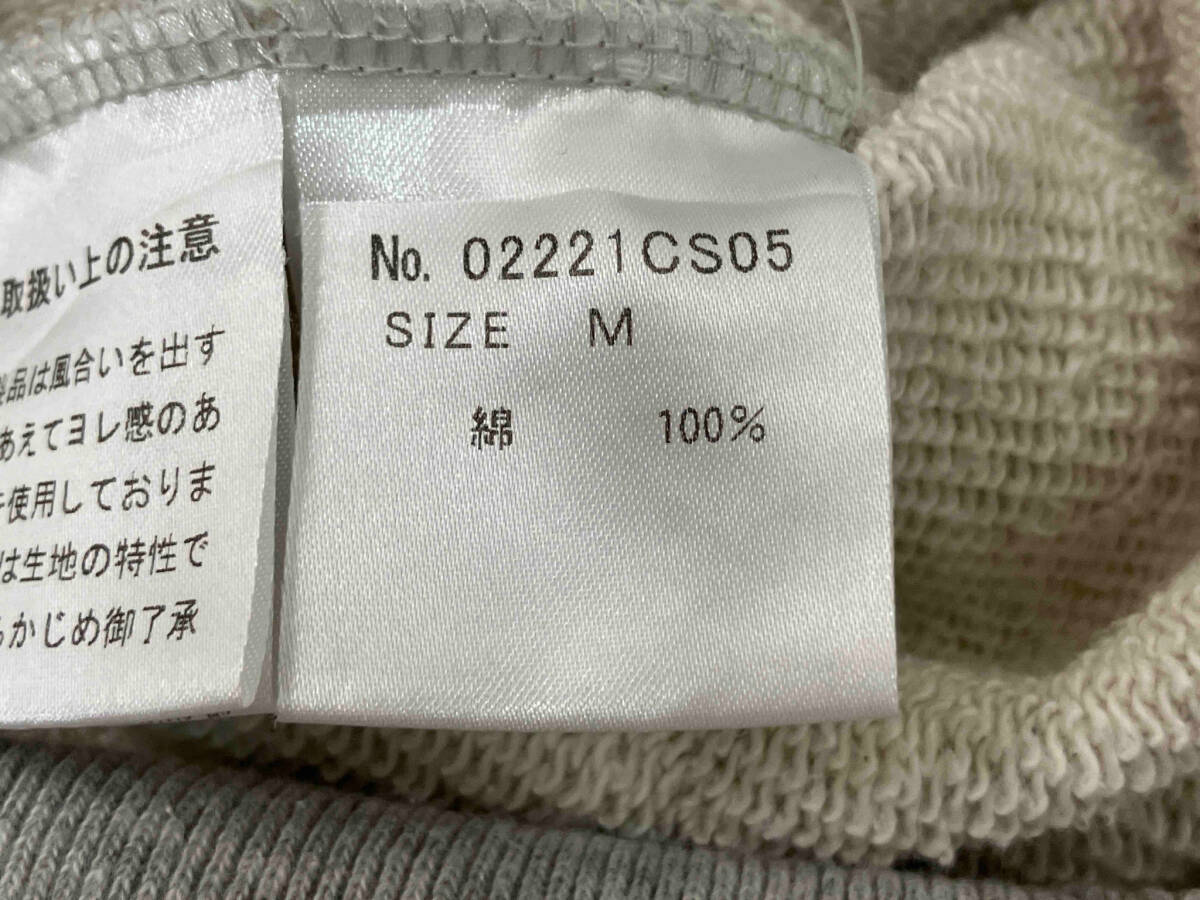 取扱い上の注意
品は風合いを出す
あえてヨレ感のあ
使用しておりま
は生地の特性で
かじめ御了承
No. 02221CS05
SIZE M
綿 100%